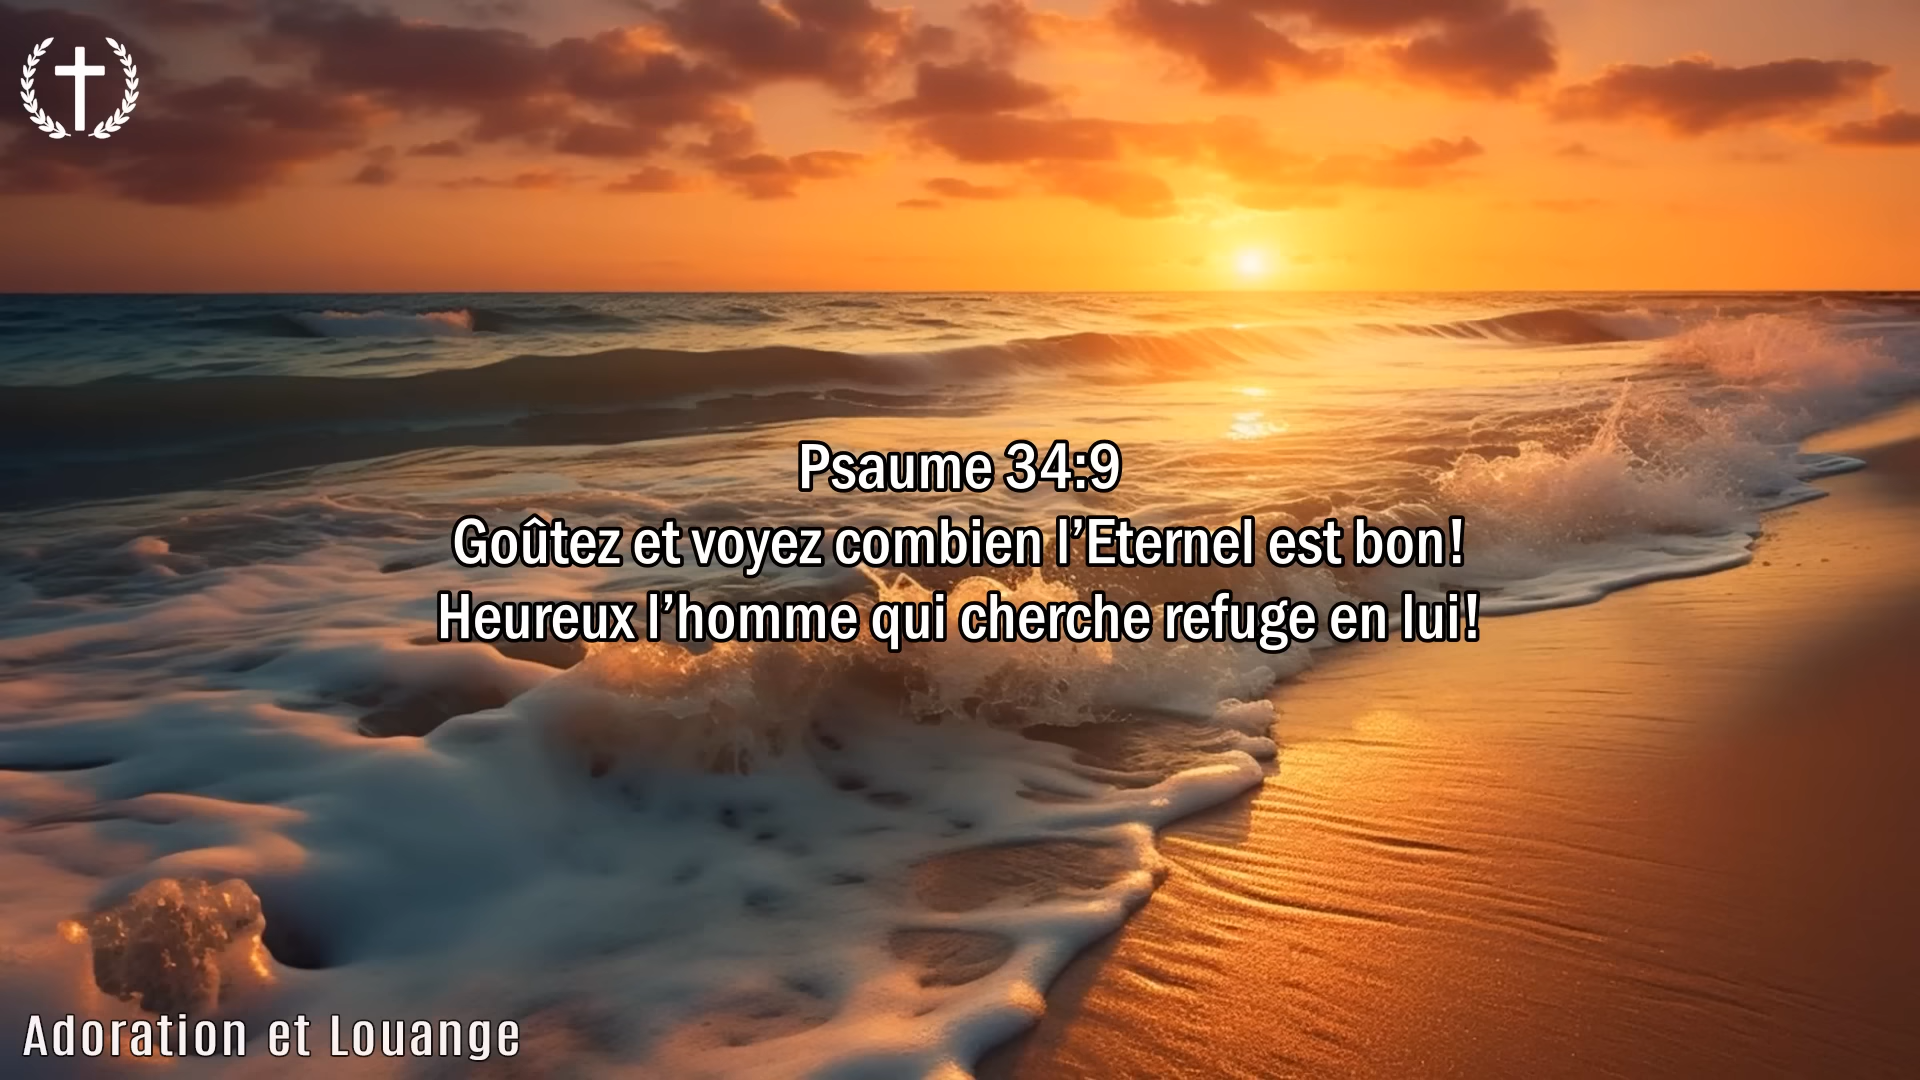 Psaume 34:9
Goûtez et voyez combien l’Eternel est bon!
Heureux l’homme qui cherche refuge en lui!
Adoration et Louange